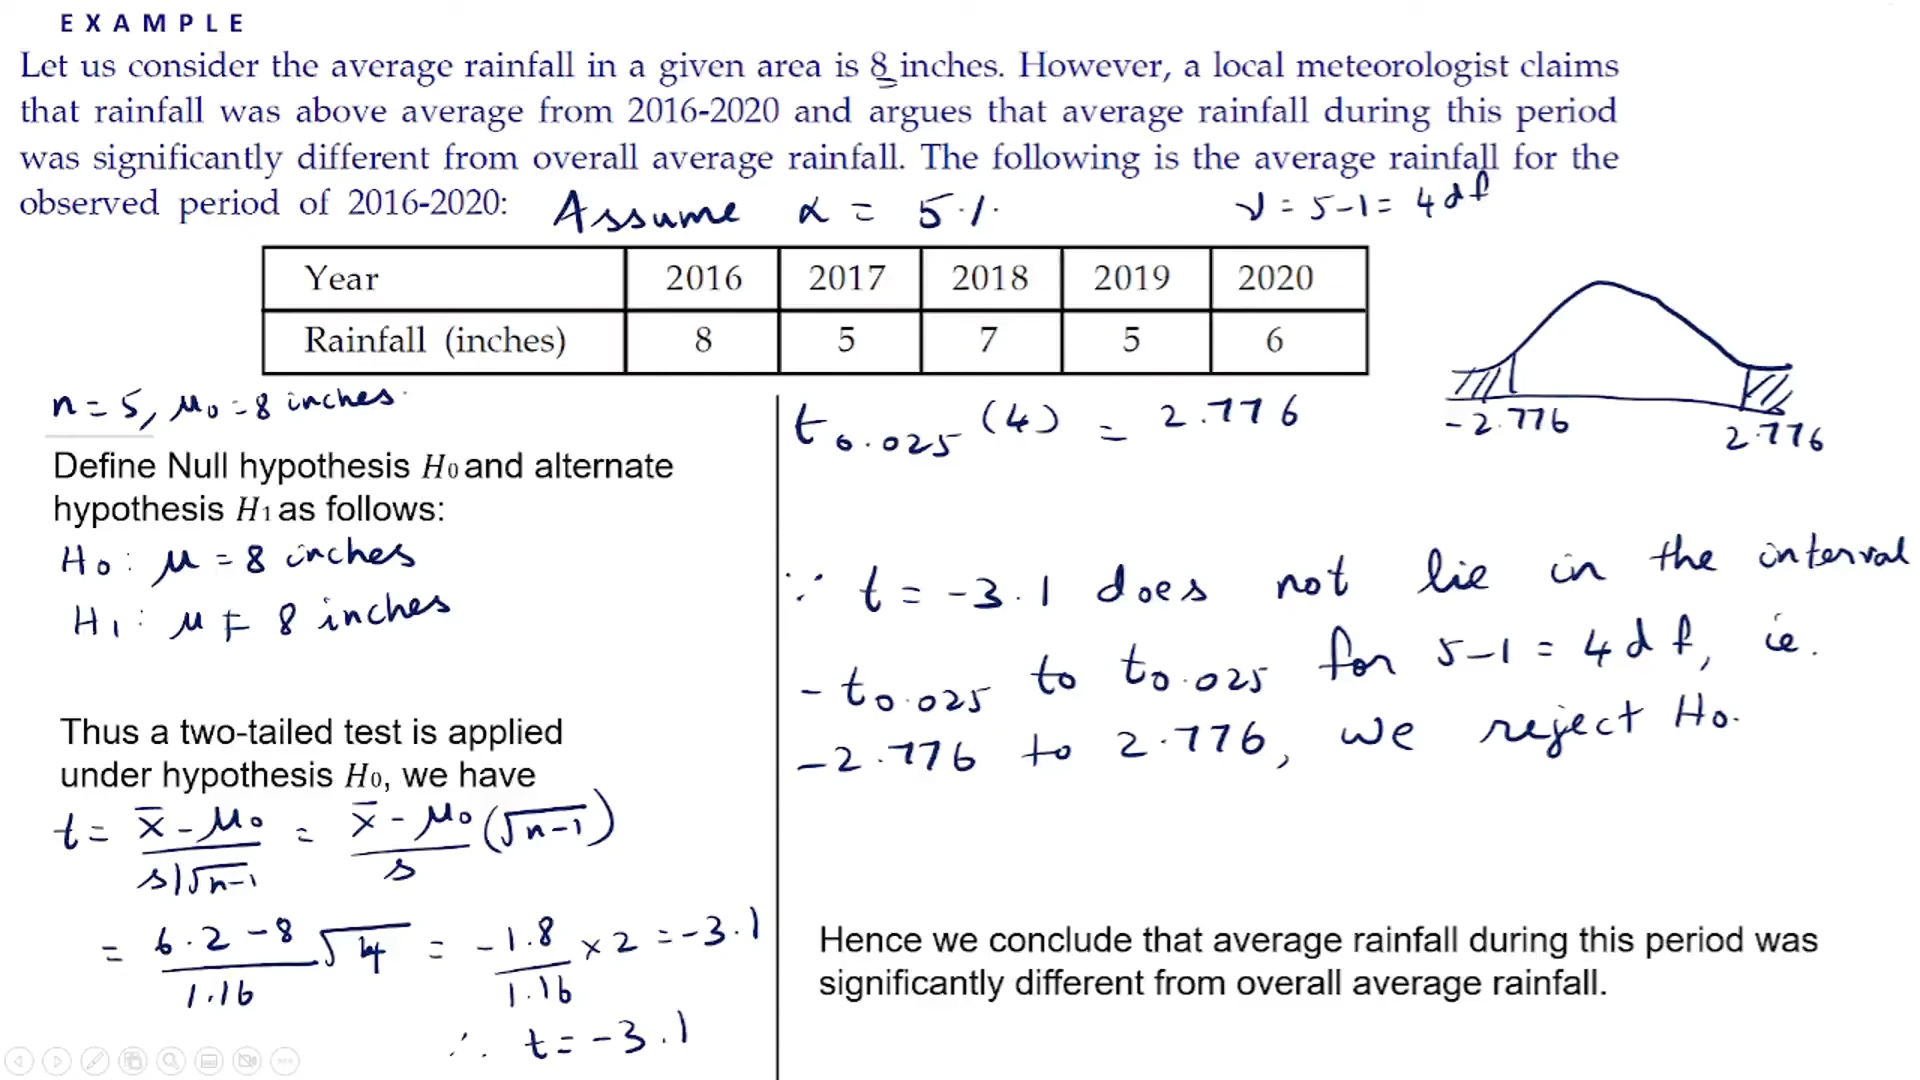 EXAMPLE
Let us consider the average rainfall in a given area is 8 inches. However, a local meteorologist claims
that rainfall was above average from 2016-2020 and argues that average rainfall during this period
was significantly different from overall average rainfall. The following is the average rainfall for the
observed period of 2016-2020: Assume α = 5%. ν = 5-1 = 4 df
Year 2016 2017 2018 2019 2020
Rainfall (inches) 8 5 7 5 6
-2.776 2.776
n = 5, μ₀ = 8 inches.
Define Null hypothesis H0 and alternate
hypothesis H1 as follows:
H₀ : μ = 8 inches
H₁ : μ ≠ 8 inches
Thus a two-tailed test is applied
under hypothesis H0, we have
t = x̄ - μ₀ / s/√n-1 = x̄ - μ₀ / s (√n-1)
= 6.2 - 8 / 1.16 √4 = -1.8 / 1.16 × 2 = -3.1
∴ t = -3.1
t₀.₀₂₅ (4) = 2.776
∵ t = -3.1 does not lie in the interval
- t₀.₀₂₅ to t₀.₀₂₅ for 5-1 = 4 df, ie.
-2.776 to 2.776, we reject H₀.
Hence we conclude that average rainfall during this period was
significantly different from overall average rainfall.